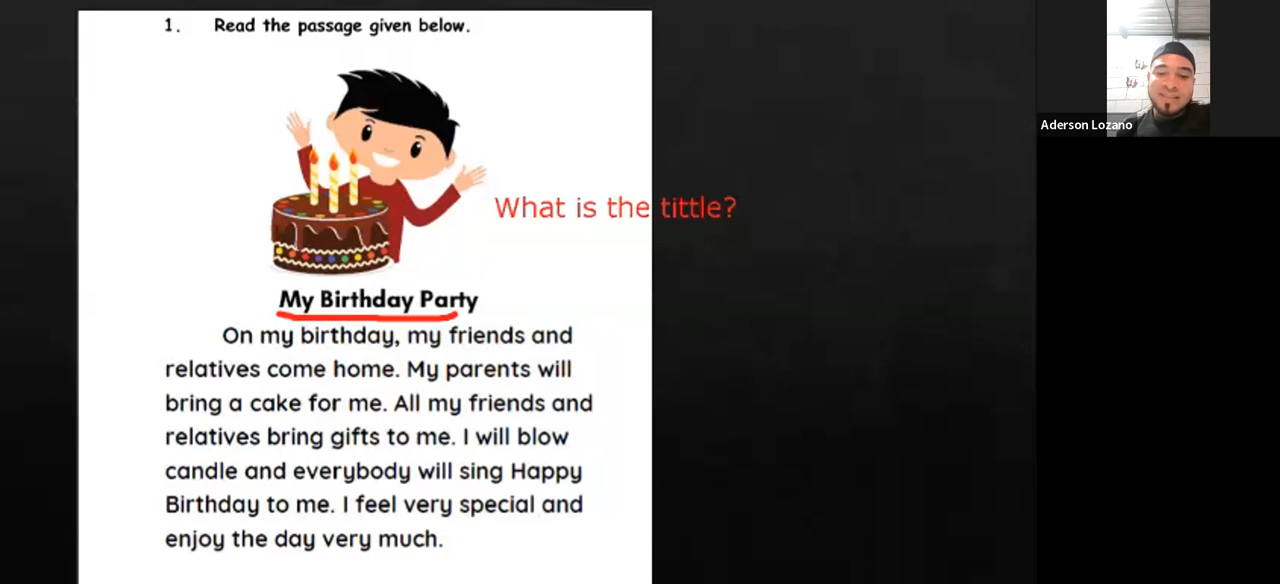 1. Read the passage given below.
Aderson Lozano
What is the tittle?
My Birthday Party
On my birthday, my friends and
relatives come home. My parents will
bring a cake for me. All my friends and
relatives bring gifts to me. I will blow
candle and everybody will sing Happy
Birthday to me. I feel very special and
enjoy the day very much.